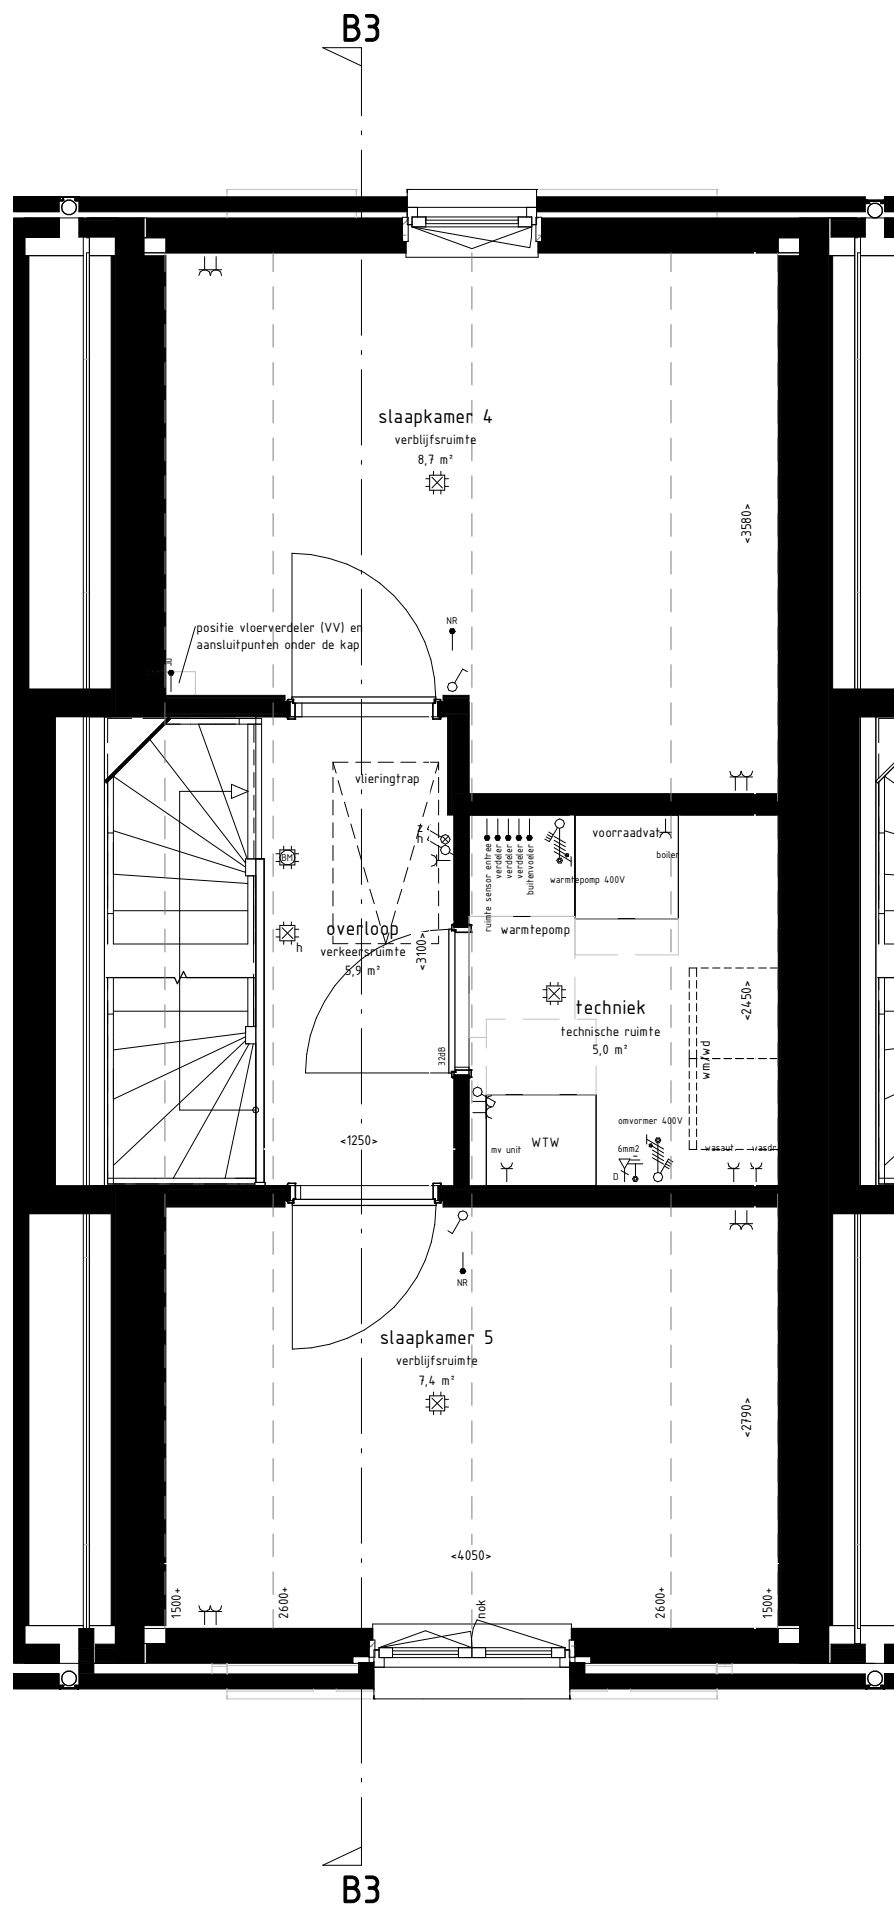 B3
slaapkamer 4
verblijfsruimte
8,7 m²
<3580>
positie vloerverdeler (VV) en
aansluitpunten onder de kap
NR
vlieringtrap
BM
h
overloop
verkeersruimte
5,9 m²
<3100>
32dB
<1250>
ruimte sensor entree
verdeler
verdeler
verdeler
buitenvoeler
voorraadvat
boiler
warmtepomp 400V
warmtepomp
techniek
technische ruimte
5,0 m²
<2450>
wm/wd
omvormer 400V
6mm2
D
mv unit
WTW
wasaut
wasdr
NR
slaapkamer 5
verblijfsruimte
7,4 m²
<2790>
<4050>
1500+
2600+
nok
2600+
1500+
B3